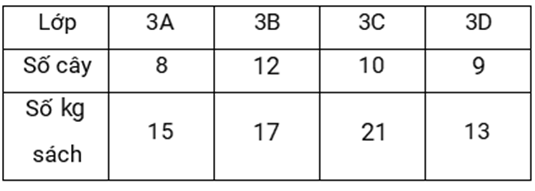 Lớp 3A 3B 3C 3D
Số cây 8 12 10 9
Số kg sách 15 17 21 13